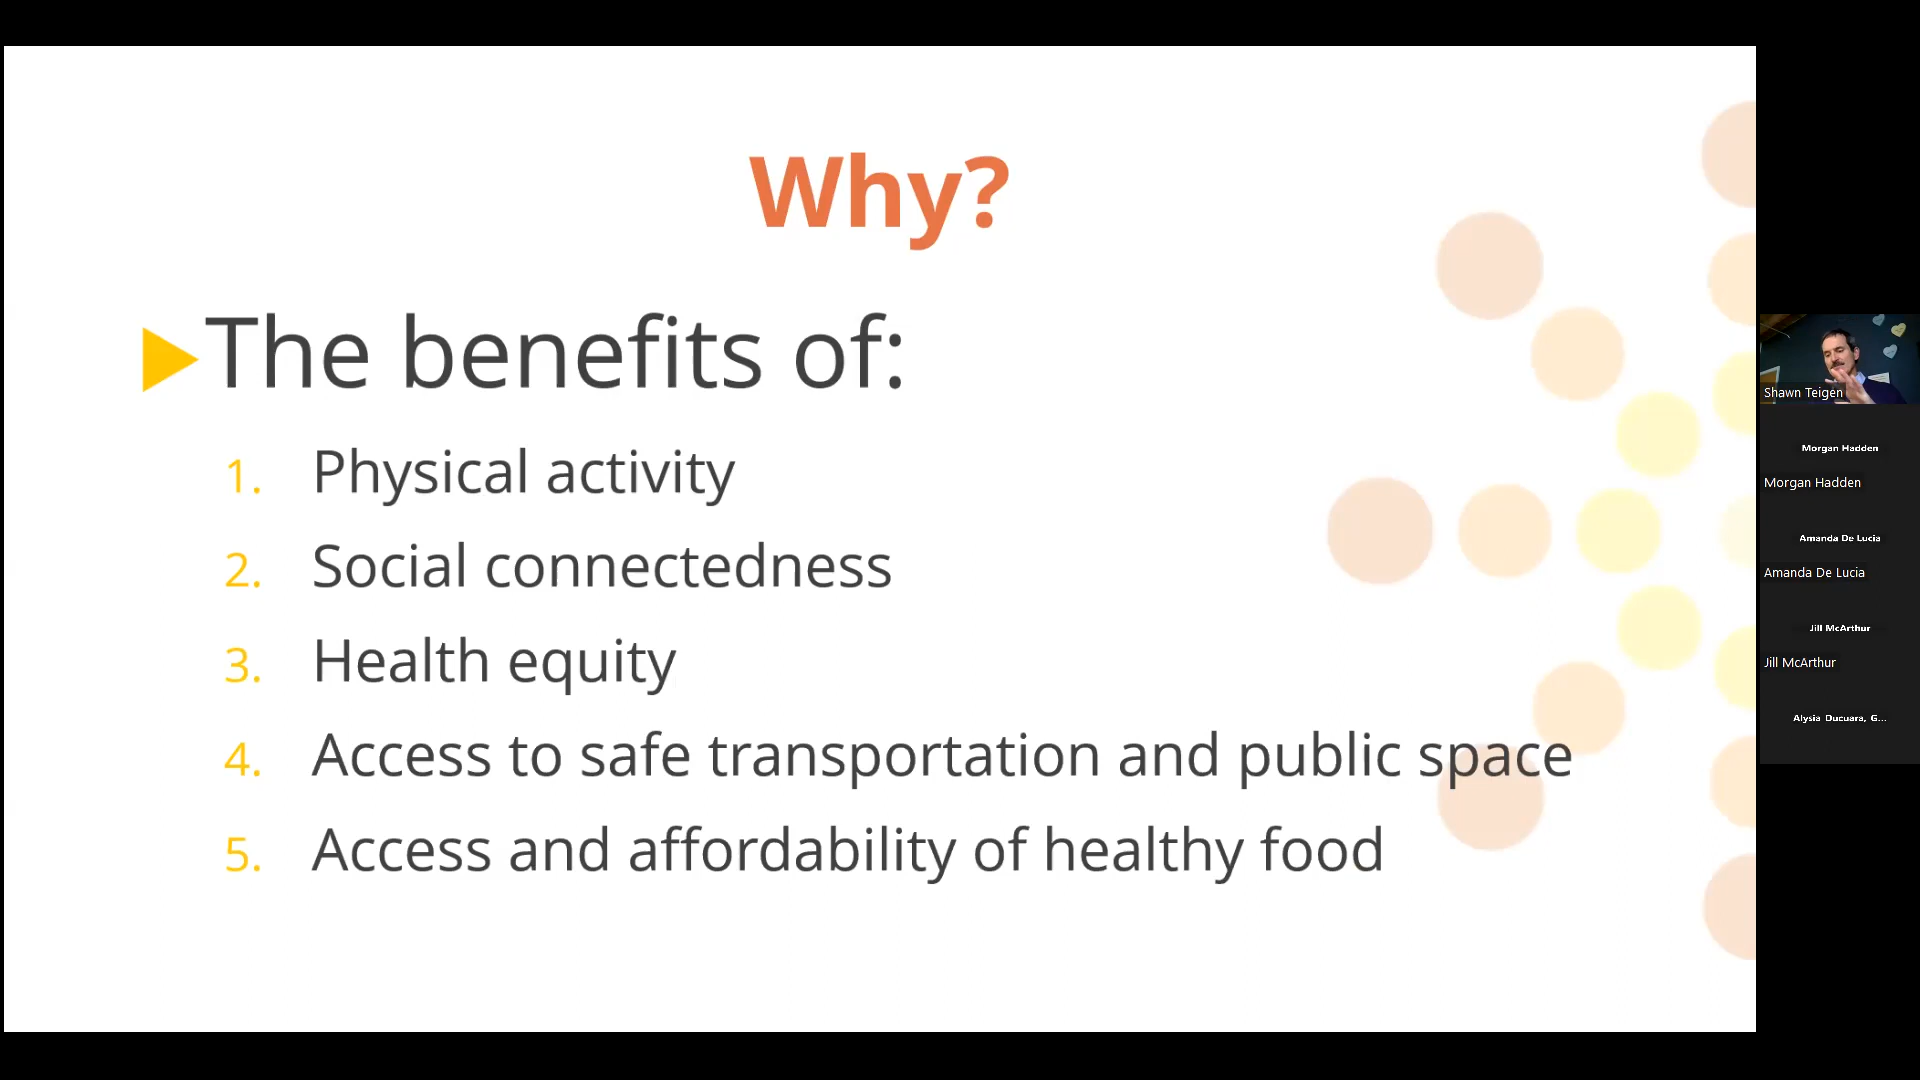 Why?
The benefits of:
1. Physical activity
2. Social connectedness
3. Health equity
4. Access to safe transportation and public space
5. Access and affordability of healthy food
Shawn Teigen
Morgan Hadden
Morgan Hadden
Amanda De Lucia
Amanda De Lucia
Jill McArthur
Jill McArthur
Alysia Ducuara, G...